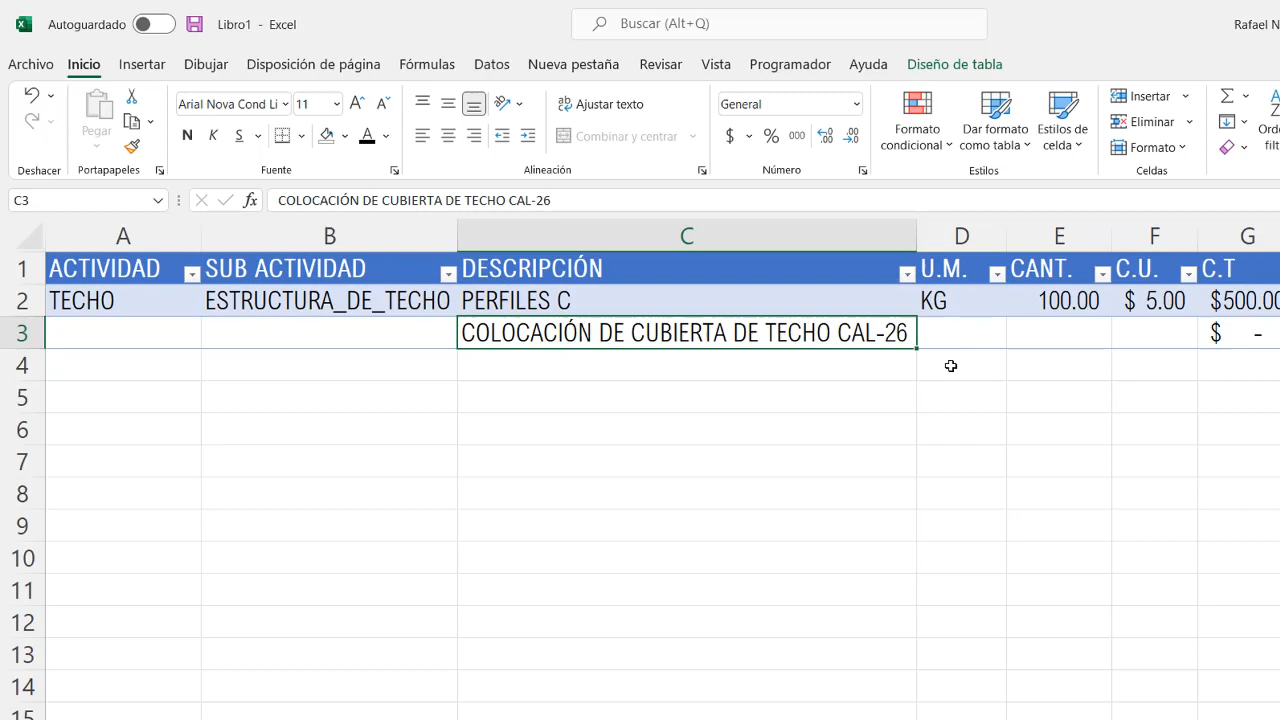 Autoguardado Libro1 - Excel Buscar (Alt+Q) Rafael N
Archivo Inicio Insertar Dibujar Disposición de página Fórmulas Datos Nueva pestaña Revisar Vista Programador Ayuda Diseño de tabla
Pegar
Arial Nova Cond Li 11
N K S A
Ajustar texto
Combinar y centrar
General
$ % 000
Formato condicional
Dar formato como tabla
Estilos de celda
Insertar
Eliminar
Formato
Deshacer Portapapeles Fuente Alineación Número Estilos Celdas
C3 fx COLOCACIÓN DE CUBIERTA DE TECHO CAL-26
A B C D E F G
1 ACTIVIDAD SUB ACTIVIDAD DESCRIPCIÓN U.M. CANT. C.U. C.T
2 TECHO ESTRUCTURA_DE_TECHO PERFILES C KG 100.00 $ 5.00 $500.00
3 COLOCACIÓN DE CUBIERTA DE TECHO CAL-26 $ -
4
5
6
7
8
9
10
11
12
13
14
15